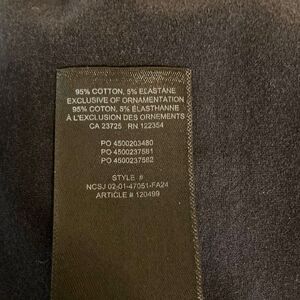 95% COTTON, 5% ELASTANE
EXCLUSIVE OF ORNAMENTATION
95% COTON, 5% ÉLASTHANNE
À L'EXCLUSION DES ORNEMENTS
CA 23725 RN 122354
PO 4500203480
PO 4500237581
PO 4500237582
STYLE #
NCSJ 02-01-47051-FA24
ARTICLE # 120499